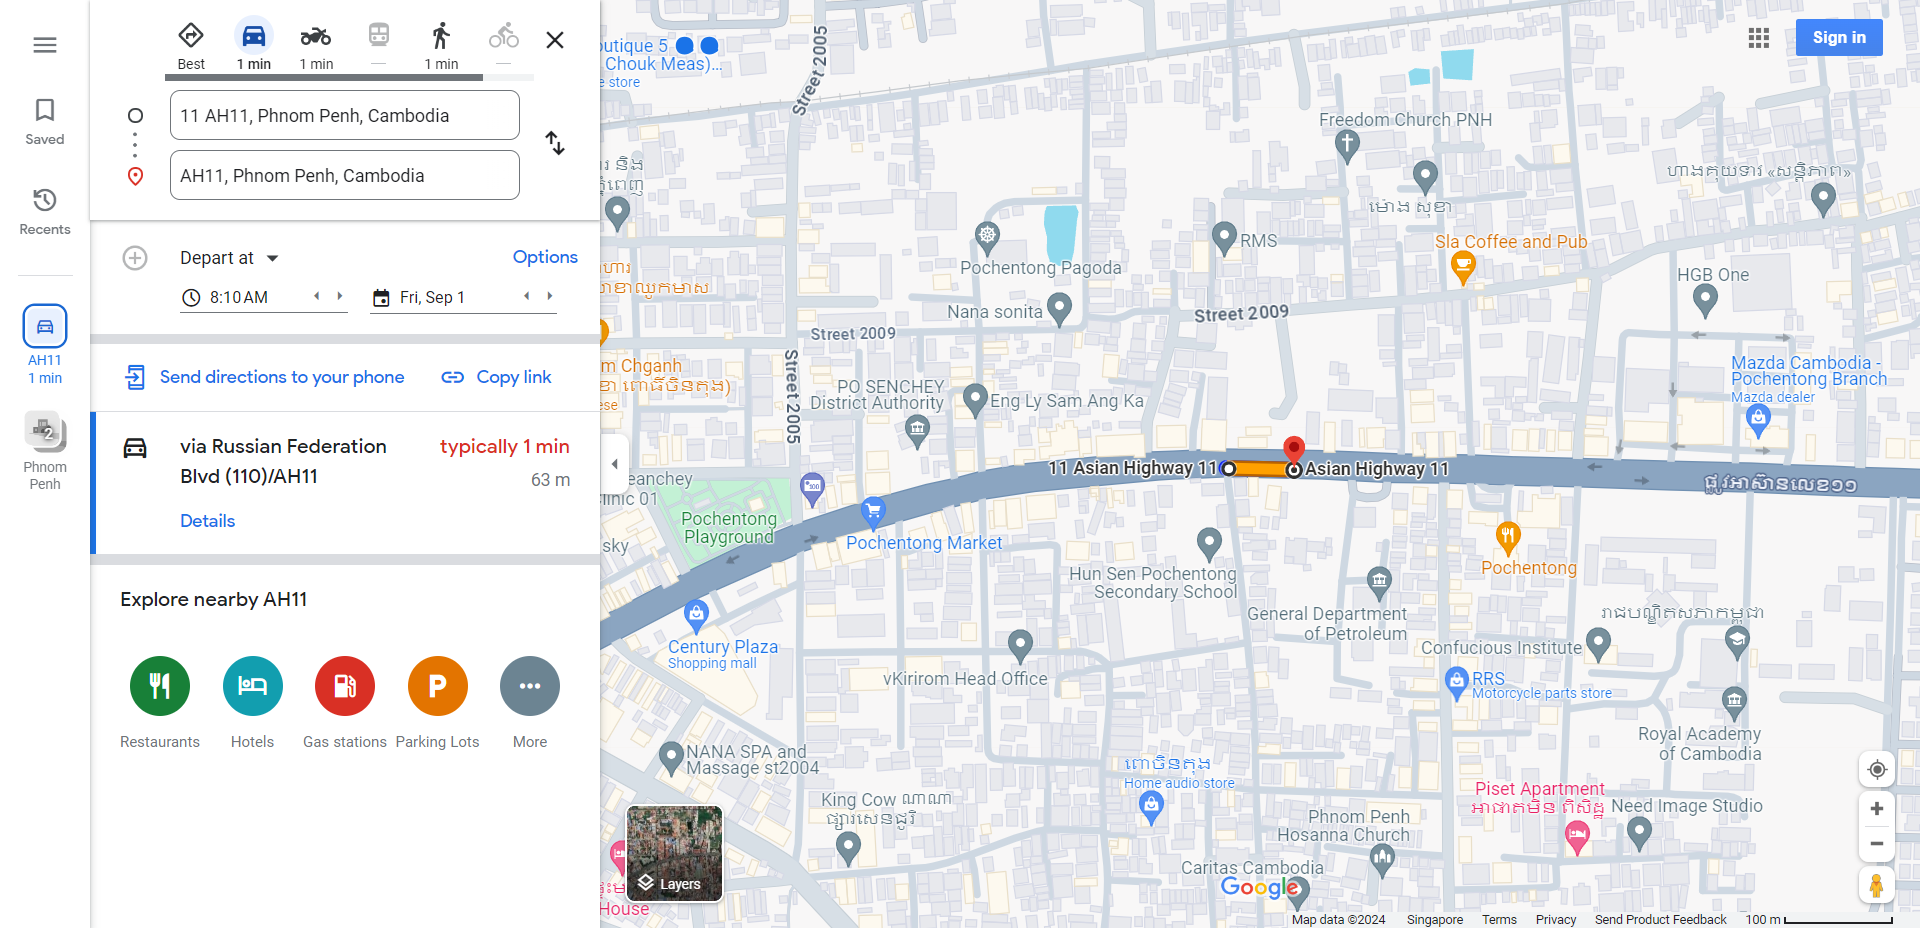 Saved
Recents
AH11
1 min
2
Phnom
Penh
Best
1 min
1 min
—
1 min
—
11 AH11, Phnom Penh, Cambodia
AH11, Phnom Penh, Cambodia
Depart at
Options
8:10 AM
Fri, Sep 1
Send directions to your phone
Copy link
via Russian Federation
Blvd (110)/AH11
typically 1 min
63 m
Details
Explore nearby AH11
Restaurants
Hotels
Gas stations
P
Parking Lots
More
Sign in
outique 5
Chouk Meas)...
e store
Street 2005
Freedom Church PNH
ហាងគុយទាវ «សន្តិភាព»
ម៉ោង សុខា
RMS
Sla Coffee and Pub
HGB One
Pochentong Pagoda
Nana sonita
Street 2009
Street 2009
Street 2005
m Chganh
ese
PO SENCHEY
District Authority
Eng Ly Sam Ang Ka
Mazda Cambodia -
Pochentong Branch
Mazda dealer
11 Asian Highway 11
Asian Highway 11
ផ្លូវអាស៊ានលេខ១១
eanchey
linic 01
sky
Pochentong
Playground
Pochentong Market
Pochentong
Hun Sen Pochentong
Secondary School
General Department
of Petroleum
រាជបណ្ឌិតសភាកម្ពុជា
Century Plaza
Shopping mall
Confucious Institute
vKirirom Head Office
RRS
Motorcycle parts store
Royal Academy
of Cambodia
NANA SPA and
Massage st2004
ពោធិ៍ចិនតុង
Home audio store
King Cow ណាណា
ផ្សារសេនជូរី
Piset Apartment
អាផាតមិន ពិសិដ្ឋ
Need Image Studio
Phnom Penh
Hosanna Church
Caritas Cambodia
House
Layers
Google
Map data ©2024
Singapore
Terms
Privacy
Send Product Feedback
100 m